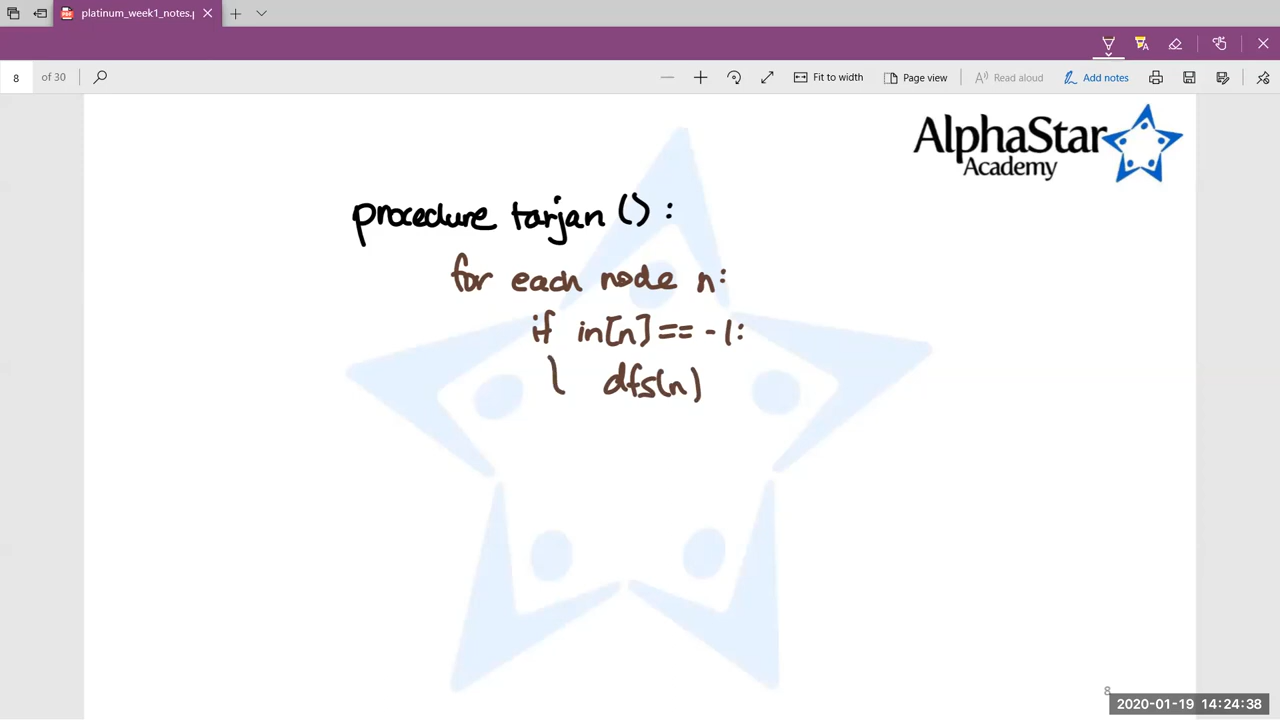 platinum_week1_notes.p
8 of 30
Fit to width
Page view
Read aloud
Add notes
AlphaStar
Academy
procedure tarjan ():
for each node n:
if in[n] == -1:
dfs(n)
8
2020-01-19 14:24:38